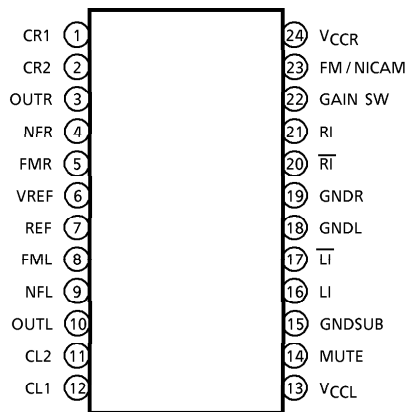 CR1 1 24 VCCR
CR2 2 23 FM / NICAM
OUTR 3 22 GAIN SW
NFR 4 21 RI
FMR 5 20 R̅I̅
VREF 6 19 GNDR
REF 7 18 GNDL
FML 8 17 L̅I̅
NFL 9 16 LI
OUTL 10 15 GNDSUB
CL2 11 14 MUTE
CL1 12 13 VCCL